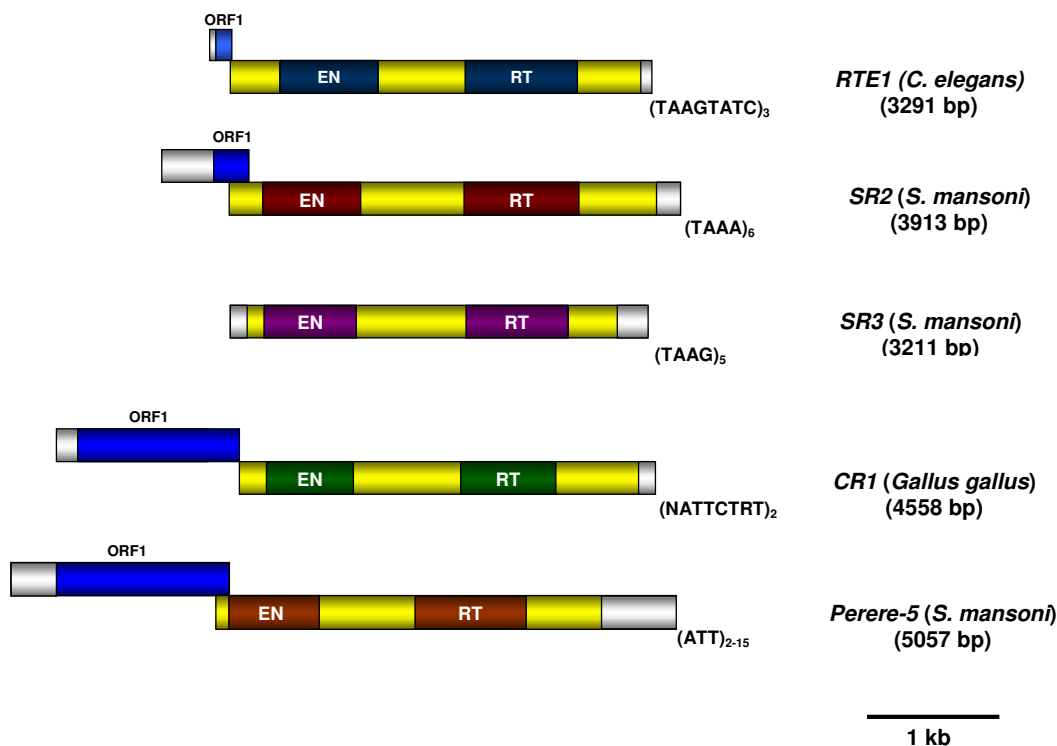 ORF1
EN RT
RTE1 (C. elegans)
(3291 bp)
(TAAGTATC)3
ORF1
EN RT
SR2 (S. mansoni)
(3913 bp)
(TAAA)6
EN RT
SR3 (S. mansoni)
(3211 bp)
(TAAG)5
ORF1
EN RT
CR1 (Gallus gallus)
(4558 bp)
(NATTCTRT)2
ORF1
EN RT
Perere-5 (S. mansoni)
(5057 bp)
(ATT)2-15
1 kb